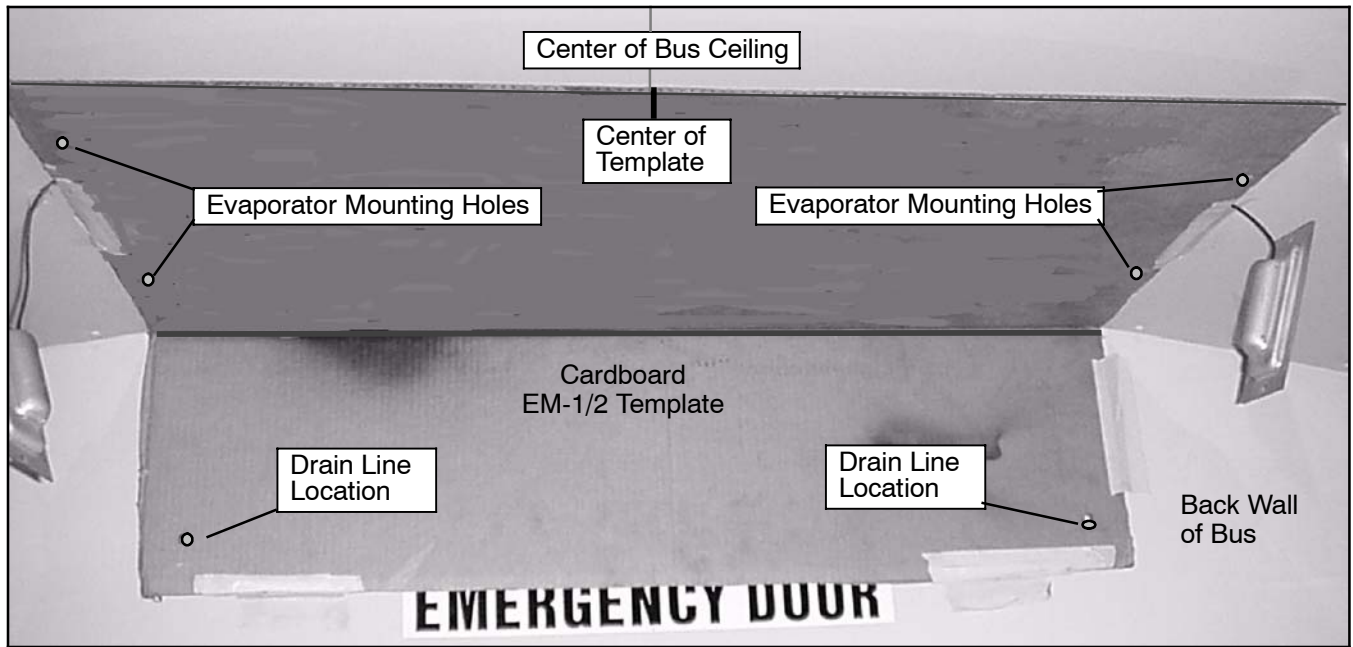 Center of Bus Ceiling
Center of
Template
Evaporator Mounting Holes
Evaporator Mounting Holes
Cardboard
EM-1/2 Template
Drain Line
Location
Drain Line
Location
Back Wall
of Bus
EMERGENCY DOOR